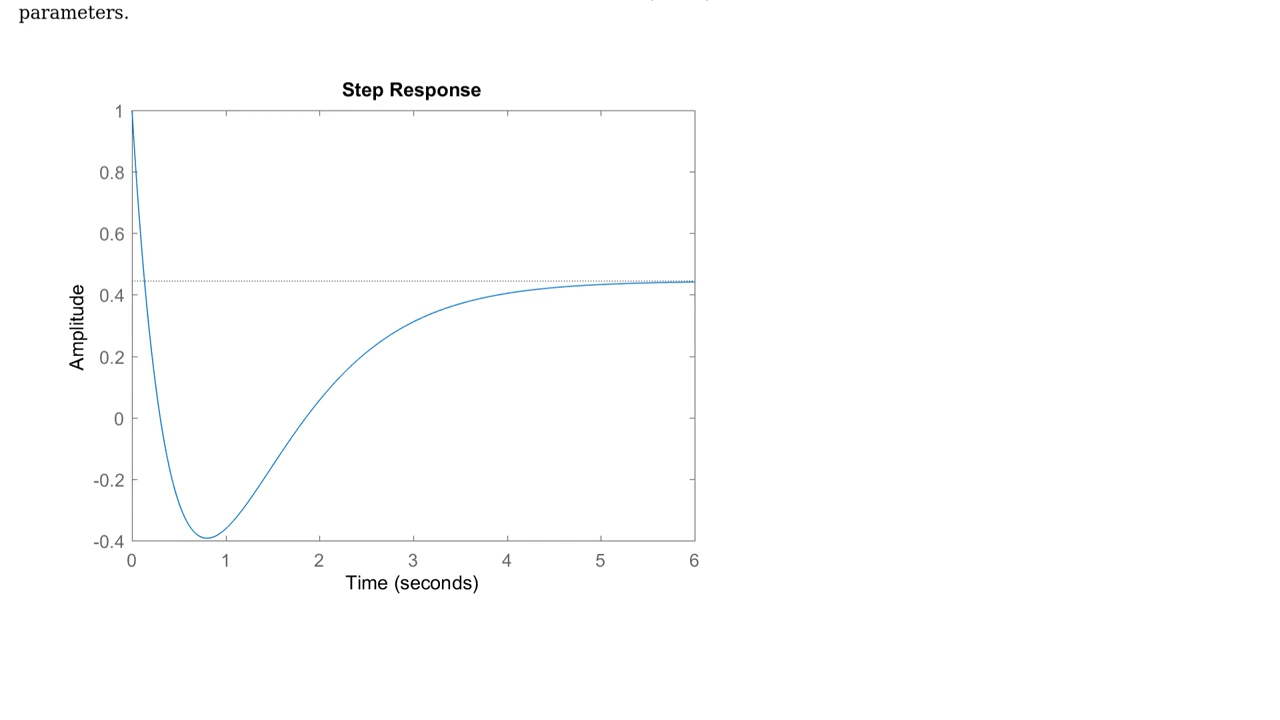 parameters.
Step Response
1
0.8
0.6
0.4
0.2
0
-0.2
-0.4
Amplitude
0 1 2 3 4 5 6
Time (seconds)